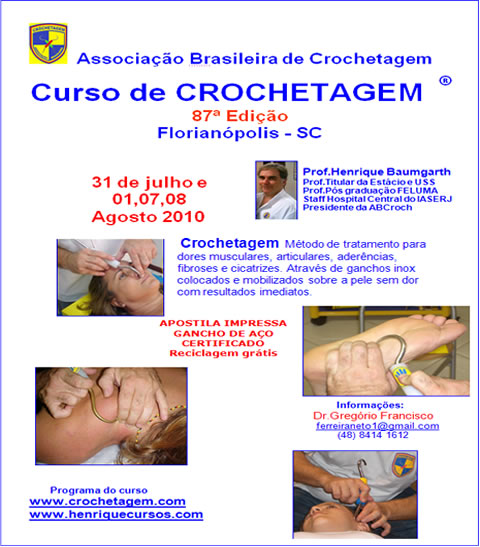 Associação Brasileira de Crochetagem
Curso de CROCHETAGEM ®
87ª Edição
Florianópolis - SC
31 de julho e
01,07,08
Agosto 2010
Prof.Henrique Baumgarth
Prof.Titular da Estácio e USS
Prof.Pós graduação FELUMA
Staff Hospital Central do IASERJ
Presidente da ABCroch
Crochetagem Método de tratamento para
dores musculares, articulares, aderências,
fibroses e cicatrizes. Através de ganchos inox
colocados e mobilizados sobre a pele sem dor
com resultados imediatos.
APOSTILA IMPRESSA
GANCHO DE AÇO
CERTIFICADO
Reciclagem grátis
Informações:
Dr.Gregório Francisco
ferreiraneto1@gmail.com
(48) 8414 1612
Programa do curso
www.crochetagem.com
www.henriquecursos.com